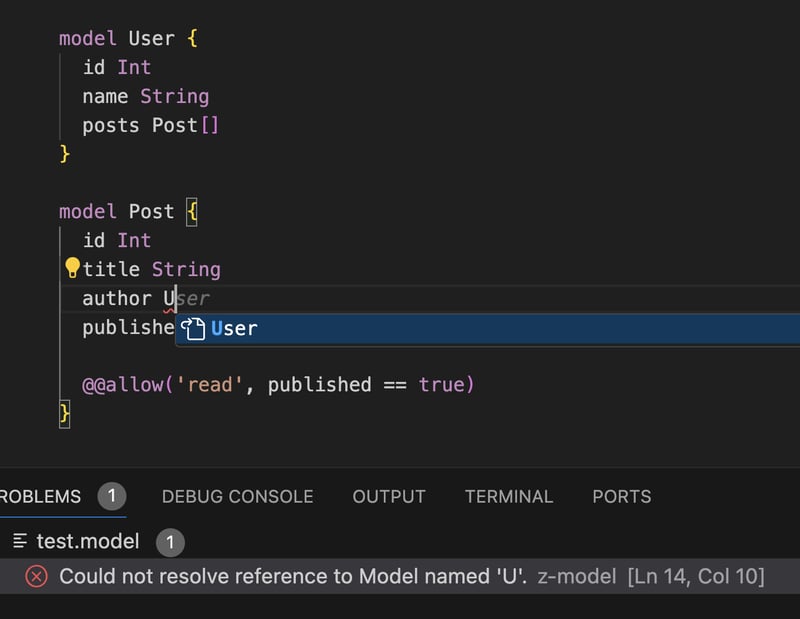 model User {
id Int
name String
posts Post[]
}
model Post {
id Int
title String
author User
publishe
User
@@allow('read', published == true)
}
ROBLEMS 1 DEBUG CONSOLE OUTPUT TERMINAL PORTS
test.model 1
Could not resolve reference to Model named 'U'. z-model [Ln 14, Col 10]